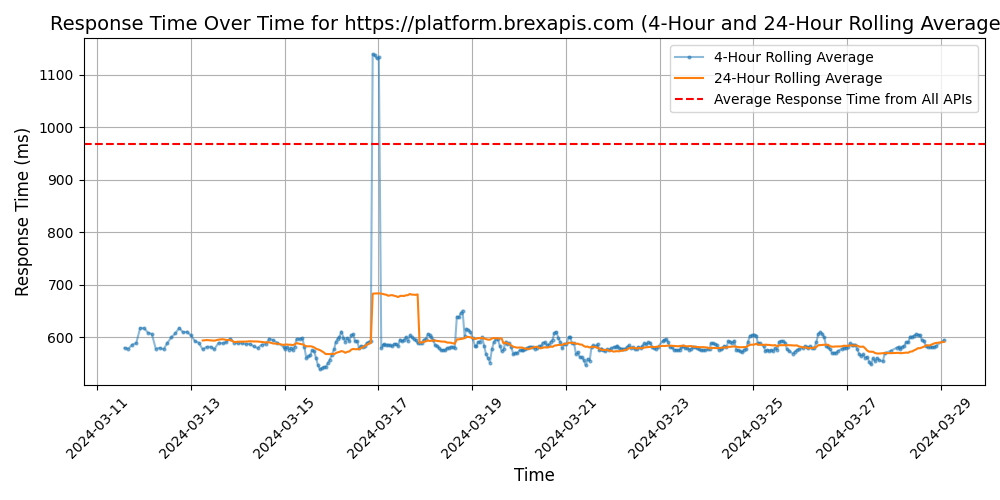 Response Time Over Time for https://platform.brexapis.com (4-Hour and 24-Hour Rolling Average
4-Hour Rolling Average
24-Hour Rolling Average
Average Response Time from All APIs
Response Time (ms)
1100
1000
900
800
700
600
2024-03-11
2024-03-13
2024-03-15
2024-03-17
2024-03-19
2024-03-21
2024-03-23
2024-03-25
2024-03-27
2024-03-29
Time